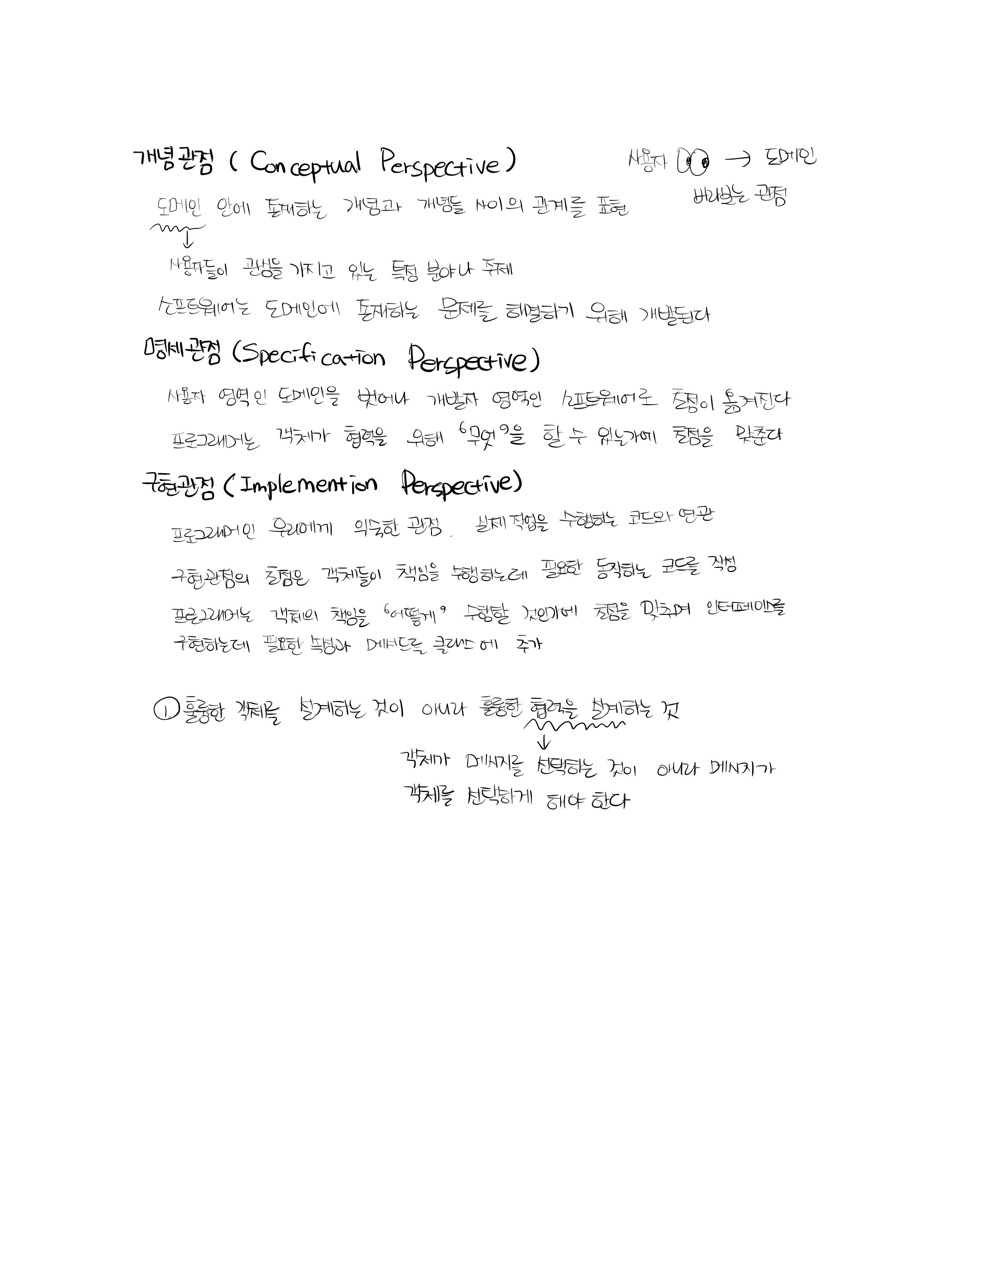 개념관점 ( Conceptual Perspective )
사용자 → 도메인
바라보는 관점
도메인 안에 존재하는 개념과 개념들 사이의 관계를 표현
↓
사용자들이 관심을 가지고 있는 특정 분야나 주제
소프트웨어는 도메인에 존재하는 문제를 해결하기 위해 개발된다
명세관점 (Specification Perspective)
사용자 영역인 도메인을 벗어나 개발자 영역인 소프트웨어로 초점이 옮겨진다
프로그래머는 객체가 협력을 위해 '무엇'을 할 수 있는가에 초점을 맞춘다
구현관점 (Implemention Perspective)
프로그래머인 우리에게 익숙한 관점. 실제 작업을 수행하는 코드와 연관
구현관점의 초점은 객체들이 책임을 수행하는데 필요한 동작하는 코드를 작성
프로그래머는 객체의 책임을 "어떻게" 수행할 것인가에 초점을 맞추며 인터페이스를
구현하는데 필요한 속성과 메서드를 클래스에 추가
① 훌륭한 객체를 설계하는 것이 아니라 훌륭한 협력을 설계하는 것
↓
객체가 메시지를 선택하는 것이 아니라 메시지가
객체를 선택하게 해야 한다